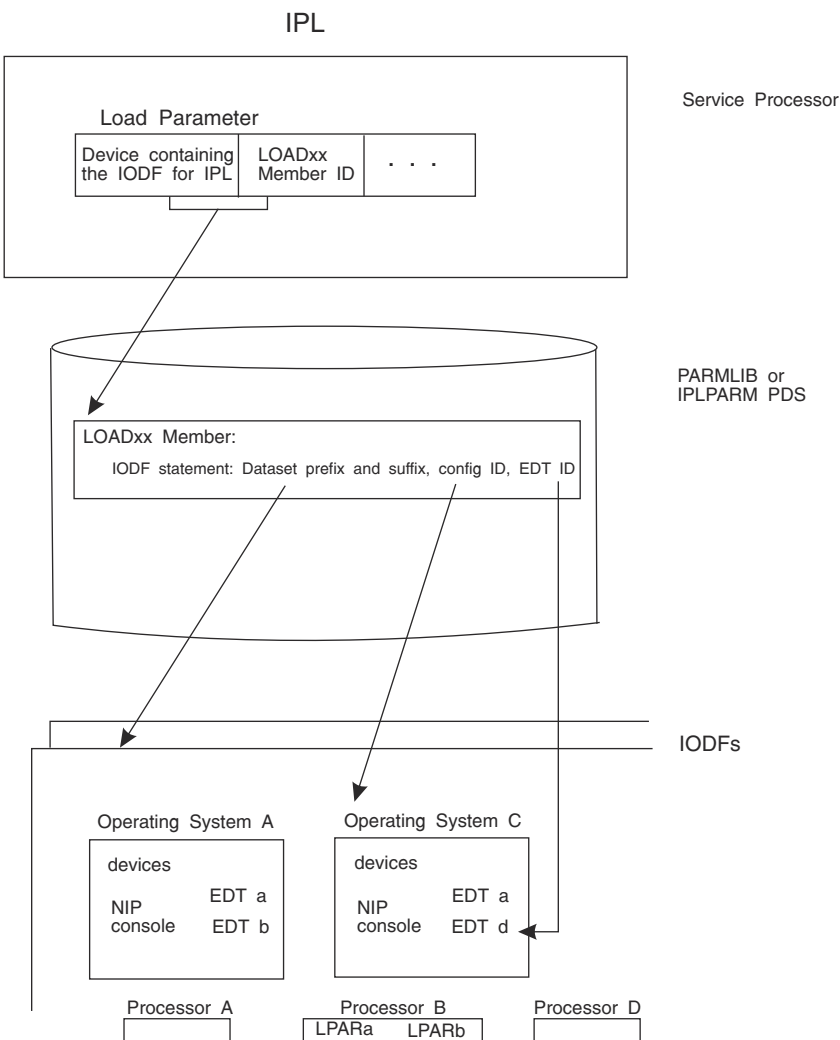 IPL
Service Processor
Load Parameter
Device containing
the IODF for IPL
LOADxx
Member ID
. . .
PARMLIB or
IPLPARM PDS
LOADxx Member:
IODF statement: Dataset prefix and suffix, config ID, EDT ID
IODFs
Operating System A
devices
NIP
console
EDT a
EDT b
Operating System C
devices
NIP
console
EDT a
EDT d
Processor A
Processor B
LPARa LPARb
Processor D